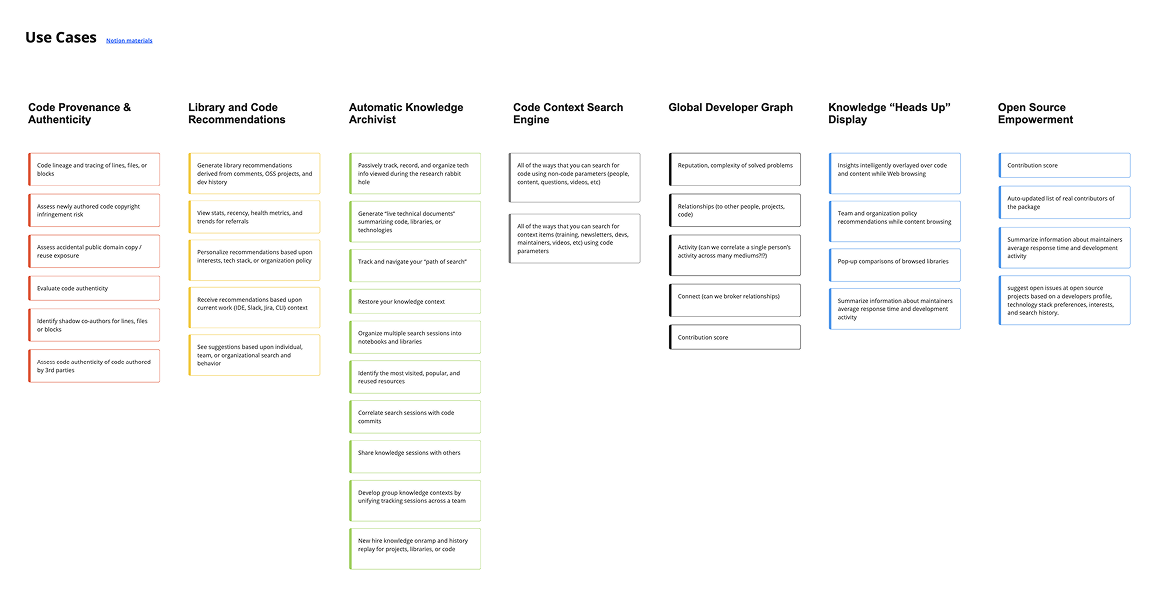 Use Cases
Notion materials
Code Provenance &
Authenticity
Code lineage and tracing of lines, files, or
blocks
Assess newly authored code copyright
infringement risk
Assess accidental public domain copy /
reuse exposure
Evaluate code authenticity
Identify shadow co-authors for lines, files
or blocks
Assess code authenticity of code authored
by 3rd parties
Library and Code
Recommendations
Generate library recommendations
derived from comments, OSS projects, and
dev history
View stats, recency, health metrics, and
trends for referrals
Personalize recommendations based-upon
interests, tech stack, or organization policy
Receive recommendations based upon
current work (IDE, Slack, Jira, CLI) context
See suggestions based upon individual,
team, or organizational search and
behavior
Automatic Knowledge
Archivist
Passively track, record, and organize tech
info viewed during the research rabbit
hole
Generate “live technical documents”
summarizing code, libraries, or
technologies
Track and navigate your “path of search”
Restore your knowledge context
Organize multiple search sessions into
notebooks and libraries
Identify the most visited, popular, and
reused resources
Correlate search sessions with code
commits
Share knowledge sessions with others
Develop group knowledge contexts by
unifying tracking sessions across a team
New hire knowledge onramp and history
replay for projects, libraries, or code
Code Context Search
Engine
All of the ways that you can search for
code using non-code parameters (people,
content, questions, videos, etc)
All of the ways that you can search for
context items (training, newsletters, devs,
maintainers, videos, etc) using code
parameters
Global Developer Graph
Reputation, complexity of solved problems
Relationships (to other people, projects,
code)
Activity (can we correlate a single person's
activity across many mediums?!?)
Connect (can we broker relationships)
Contribution score
Knowledge “Heads Up”
Display
Insights intelligently overlayed over code
and content while Web browsing
Team and organization policy
recommendations while content browsing
Pop-up comparisons of browsed libraries
Summarize information about maintainers
average response time and development
activity
Open Source
Empowerment
Contribution score
Auto-updated list of real contributors of
the package
Summarize information about maintainers
average response time and development
activity
suggest open issues at open source
projects based on a developers profile,
technology stack preferences, interests,
and search history.